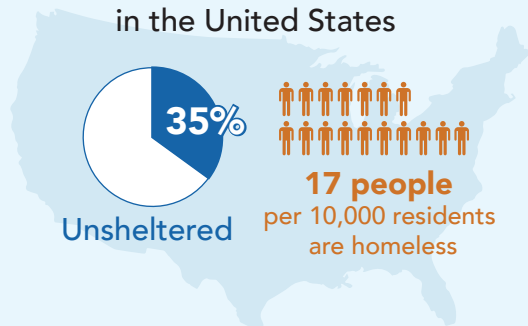 in the United States
35%
Unsheltered
17 people
per 10,000 residents
are homeless